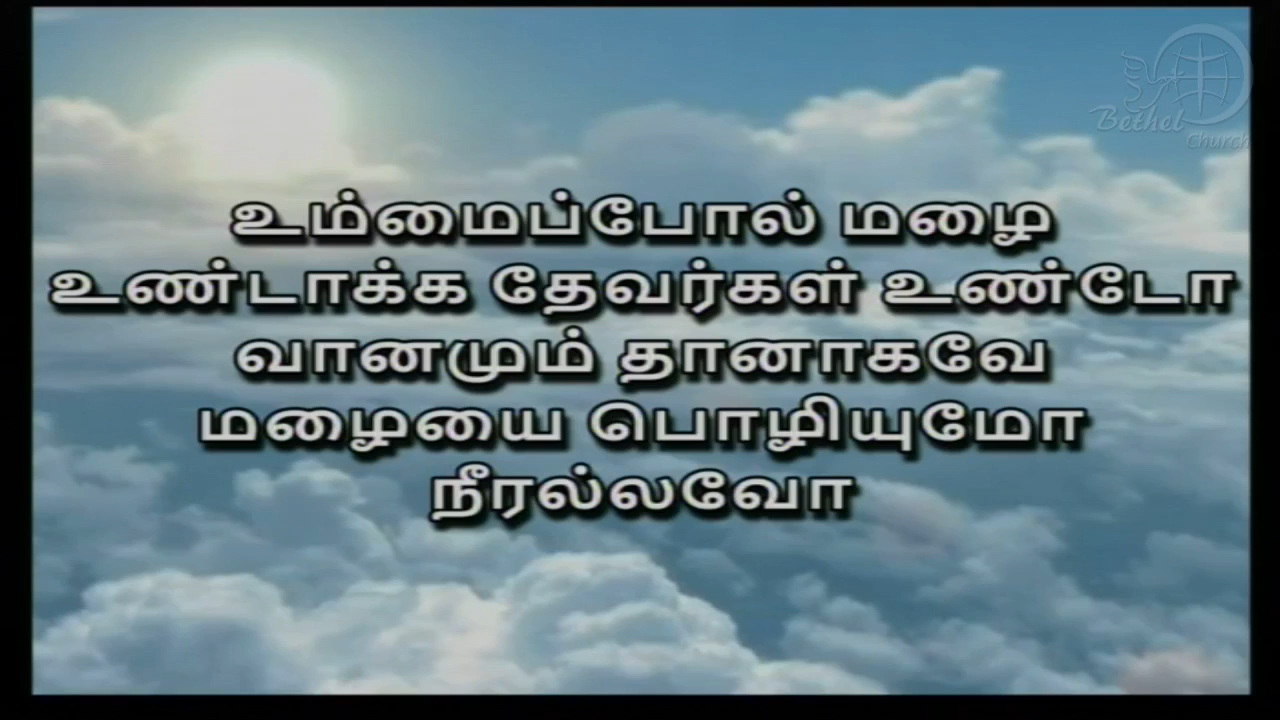 Bethel
Church
உம்மைப்போல் மழை
உண்டாக்க தேவர்கள் உண்டோ
வானமும் தானாகவே
மழையை பொழியுமோ
நீரல்லவோ